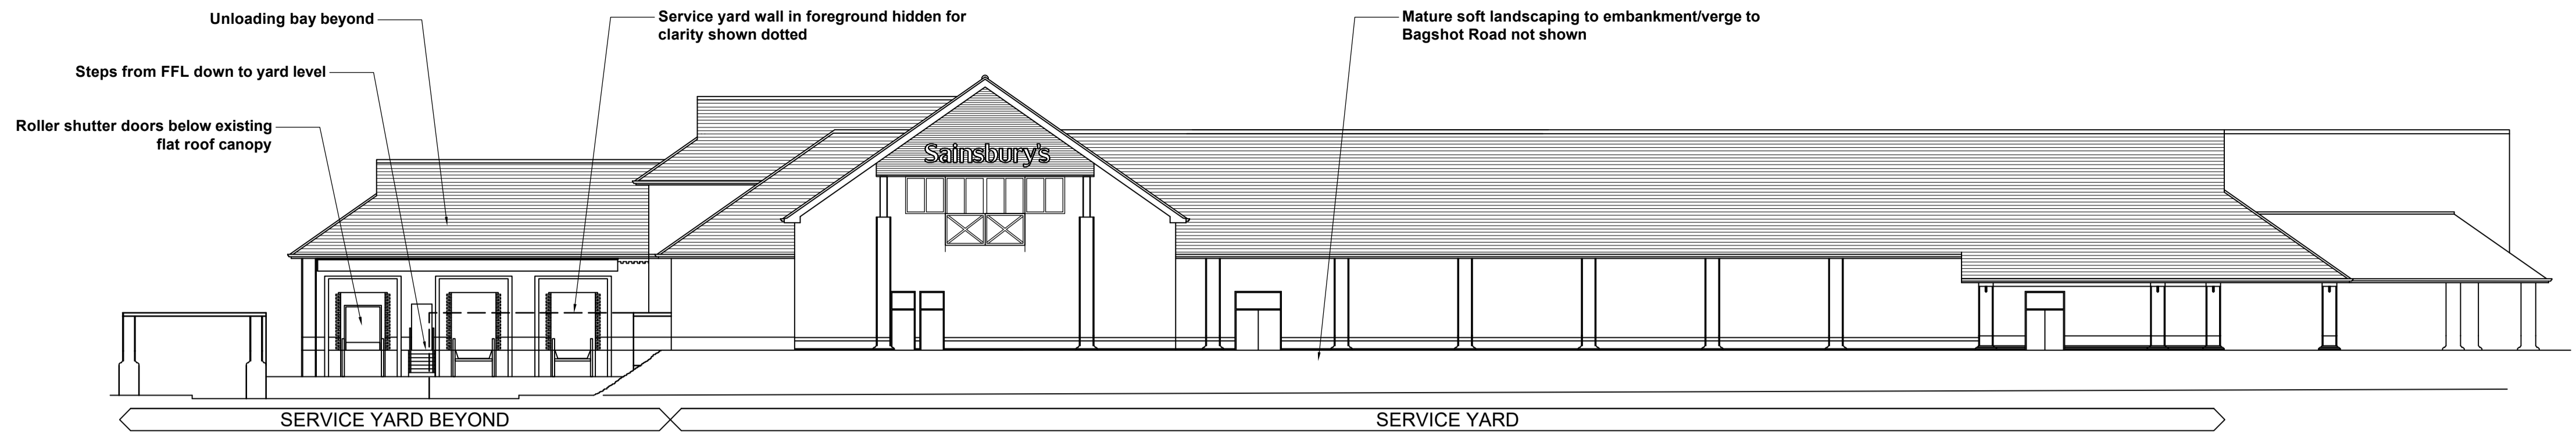 Unloading bay beyond
Service yard wall in foreground hidden for
clarity shown dotted
Mature soft landscaping to embankment/verge to
Bagshot Road not shown
Steps from FFL down to yard level
Roller shutter doors below existing
flat roof canopy
Sainsbury's
SERVICE YARD BEYOND
SERVICE YARD